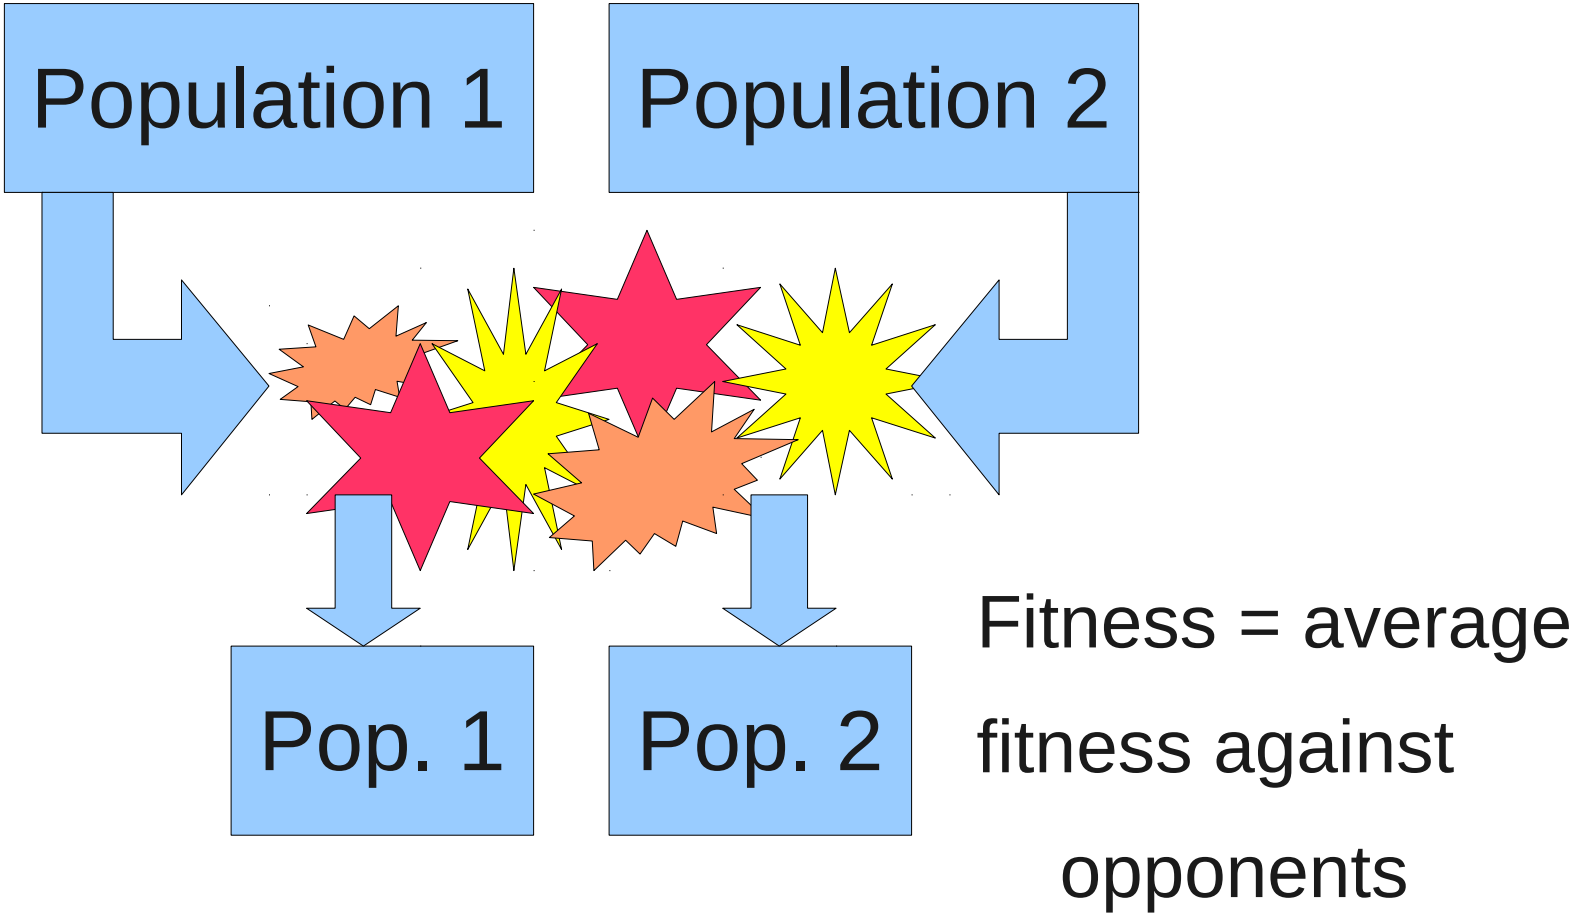 Population 1
Population 2
Pop. 1
Pop. 2
Fitness = average
fitness against
opponents